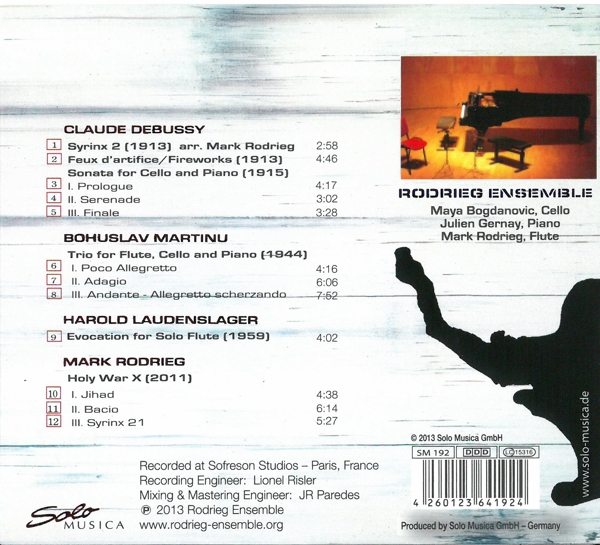 CLAUDE DEBUSSY
1 Syrinx 2 (1913) arr. Mark Rodrieg 2:58
2 Feux d'artifice/Fireworks (1913) 4:46
Sonata for Cello and Piano (1915)
3 I. Prologue 4:17
4 II. Serenade 3:02
5 III. Finale 3:28
BOHUSLAV MARTINU
Trio for Flute, Cello and Piano (1944)
6 I. Poco Allegretto 4:16
7 II. Adagio 6:06
8 III. Andante - Allegretto scherzando 7:52
HAROLD LAUDENSLAGER
9 Evocation for Solo Flute (1959) 4:02
MARK RODRIEG
Holy War X (2011)
10 I. Jihad 4:38
11 II. Bacio 6:14
12 III. Syrinx 21 5:27
Recorded at Sofreson Studios – Paris, France
Recording Engineer: Lionel Risler
Mixing & Mastering Engineer: JR Paredes
℗ 2013 Rodrieg Ensemble
www.rodrieg-ensemble.org
Solo
MUSICA
RODRIEG ENSEMBLE
Maya Bogdanovic, Cello
Julien Gernay, Piano
Mark Rodrieg, Flute
© 2013 Solo Musica GmbH
SM 192 DDD LC 15316
4 260123 641924
Produced by Solo Musica GmbH – Germany
www.solo-musica.de